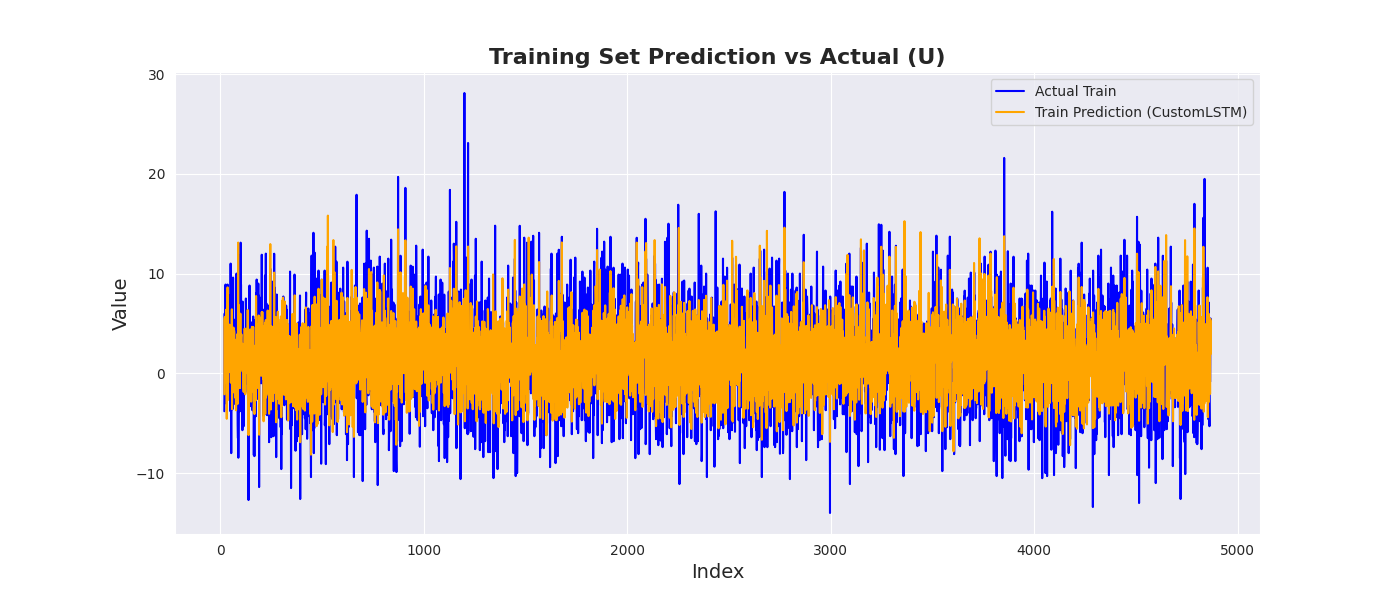 Training Set Prediction vs Actual (U)
Actual Train
Train Prediction (CustomLSTM)
30
20
10
0
−10
Value
0
1000
2000
3000
4000
5000
Index